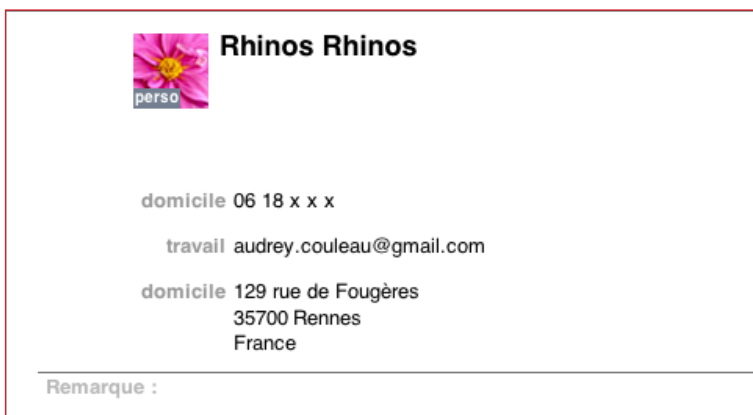 Rhinos Rhinos
perso
domicile 06 18 x x x
travail audrey.couleau@gmail.com
domicile 129 rue de Fougères
35700 Rennes
France
Remarque :